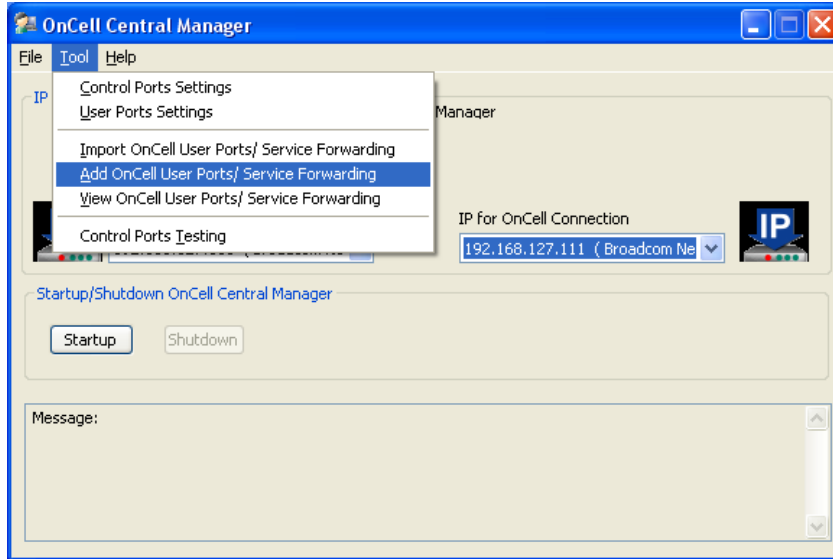 OnCell Central Manager
File Tool Help
Control Ports Settings
User Ports Settings
Import OnCell User Ports/ Service Forwarding
Add OnCell User Ports/ Service Forwarding
View OnCell User Ports/ Service Forwarding
Control Ports Testing
IP
Manager
IP for OnCell Connection
IP
192.168.127.111 ( Broadcom Ne
Startup/Shutdown OnCell Central Manager
Startup Shutdown
Message: